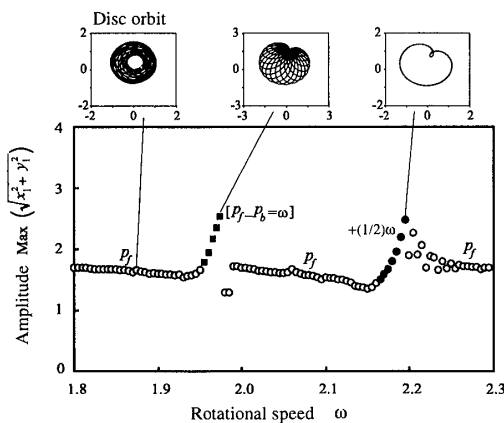 Disc orbit
2 0 -2 -2 0 2
3 0 -3 -3 0 3
2 0 -2 -2 0 2
Amplitude Max (√x₁² + y₁²)
4
3
2
1
0
[p_f – p_b = ω]
+(1/2)ω
p_f p_f p_f
1.8 1.9 2.0 2.1 2.2 2.3
Rotational speed ω